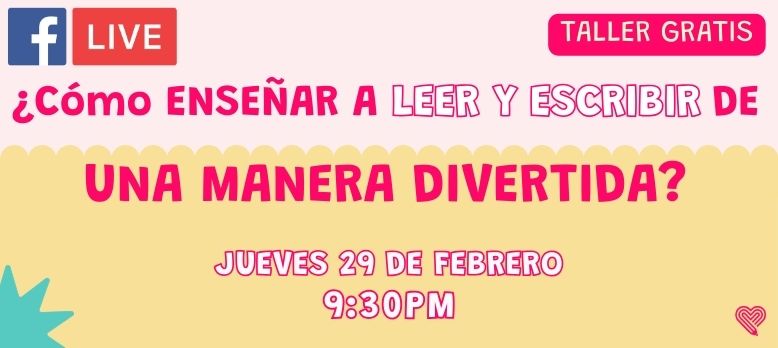 f LIVE
TALLER GRATIS
¿Cómo ENSEÑAR A LEER Y ESCRIBIR DE
UNA MANERA DIVERTIDA?
JUEVES 29 DE FEBRERO
9:30PM